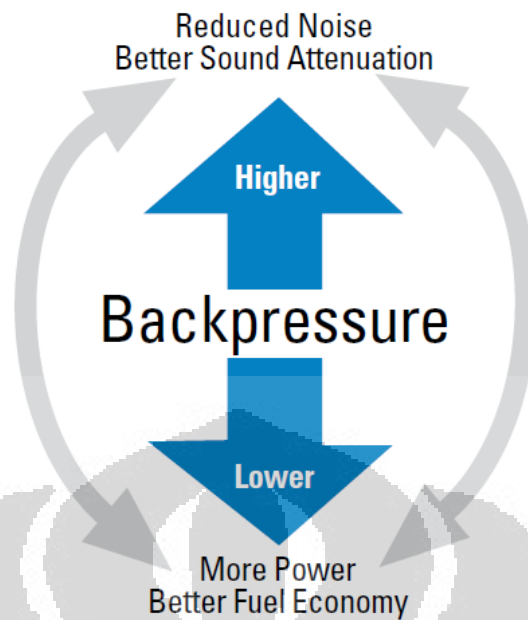 Reduced Noise
Better Sound Attenuation
Higher
Backpressure
Lower
More Power
Better Fuel Economy